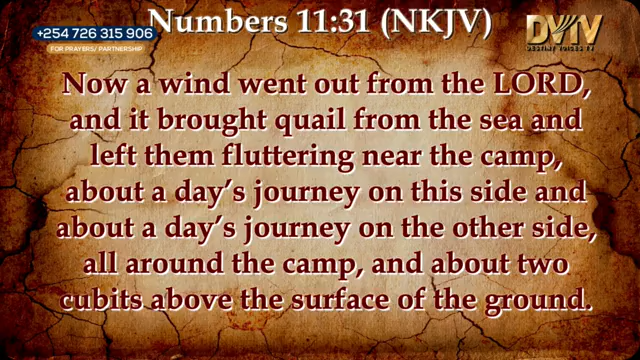 Numbers 11:31 (NKJV)
+254 726 315 906
FOR PRAYERS/ PARTNERSHIP
DVTV
DESTINY VOICES TV
Now a wind went out from the LORD,
and it brought quail from the sea and
left them fluttering near the camp,
about a day’s journey on this side and
about a day’s journey on the other side,
all around the camp, and about two
cubits above the surface of the ground.